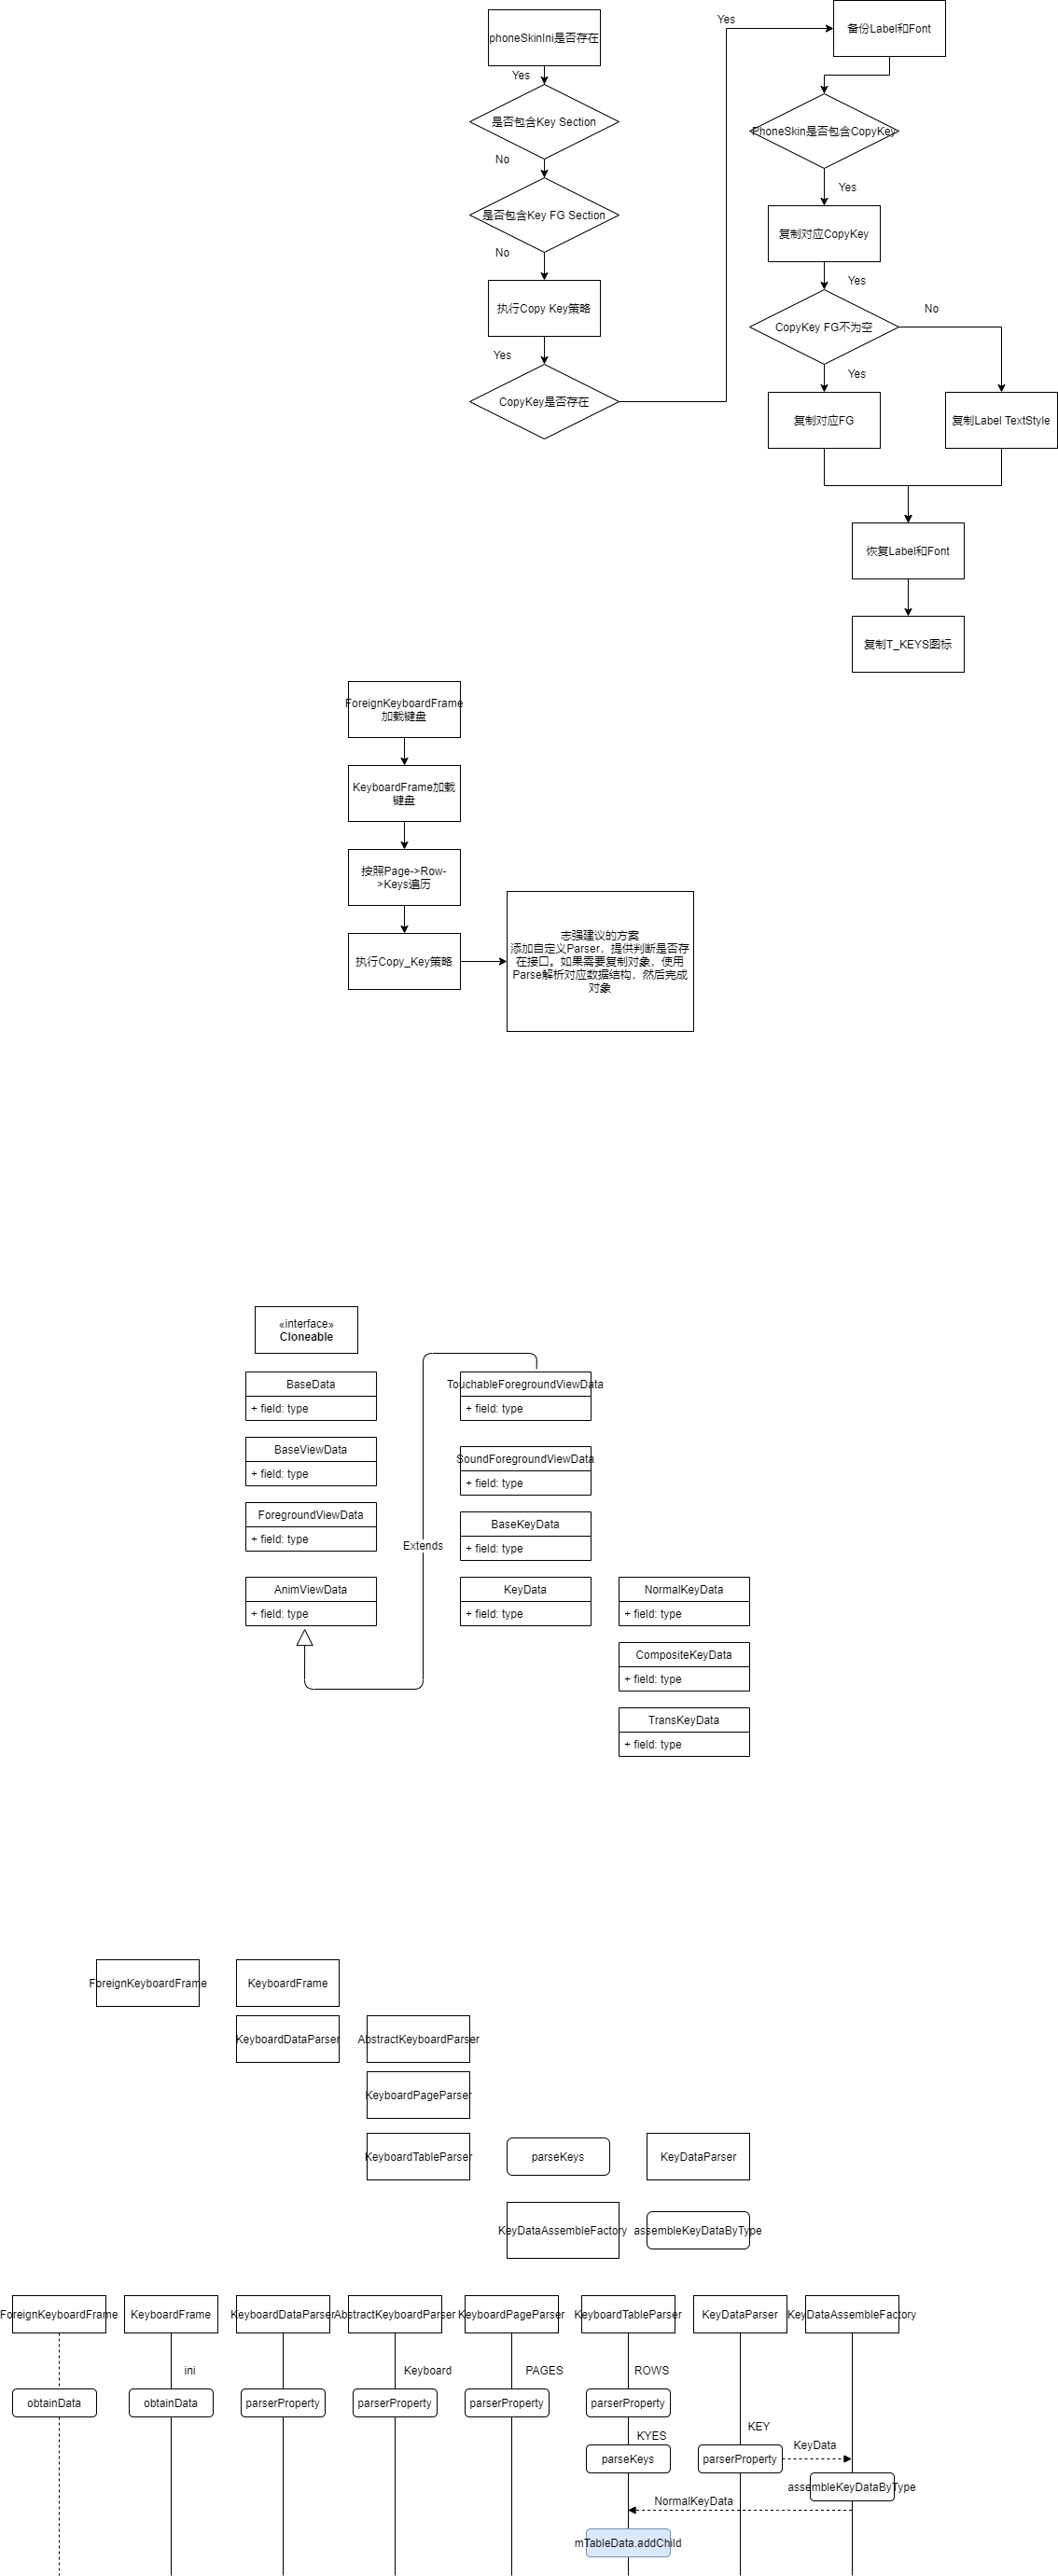 phoneSkinIni是否存在
Yes
是否包含Key Section
No
是否包含Key FG Section
No
执行Copy Key策略
Yes
CopyKey是否存在
Yes
备份Label和Font
PhoneSkin是否包含CopyKey
Yes
复制对应CopyKey
Yes
CopyKey FG不为空
No
Yes
复制对应FG
复制Label TextStyle
恢复Label和Font
复制T_KEYS图标
ForeignKeyboardFrame
加载键盘
KeyboardFrame加载
键盘
按照Page->Row-
>Keys遍历
执行Copy_Key策略
志强建议的方案
添加自定义Parser，提供判断是否存
在接口。如果需要复制对象，使用
Parse解析对应数据结构，然后完成
对象
«interface»
Cloneable
BaseData
+ field: type
BaseViewData
+ field: type
ForegroundViewData
+ field: type
AnimViewData
+ field: type
Extends
TouchableForegroundViewData
+ field: type
SoundForegroundViewData
+ field: type
BaseKeyData
+ field: type
KeyData
+ field: type
NormalKeyData
+ field: type
CompositeKeyData
+ field: type
TransKeyData
+ field: type
ForeignKeyboardFrame
KeyboardFrame
KeyboardDataParser
AbstractKeyboardParser
KeyboardPageParser
KeyboardTableParser
parseKeys
KeyDataParser
KeyDataAssembleFactory
assembleKeyDataByType
ForeignKeyboardFrame
KeyboardFrame
KeyboardDataParser
AbstractKeyboardParser
KeyboardPageParser
KeyboardTableParser
KeyDataParser
KeyDataAssembleFactory
ini
Keyboard
PAGES
ROWS
obtainData
obtainData
parserProperty
parserProperty
parserProperty
parserProperty
KYES
KEY
parseKeys
parserProperty
KeyData
assembleKeyDataByType
NormalKeyData
mTableData.addChild